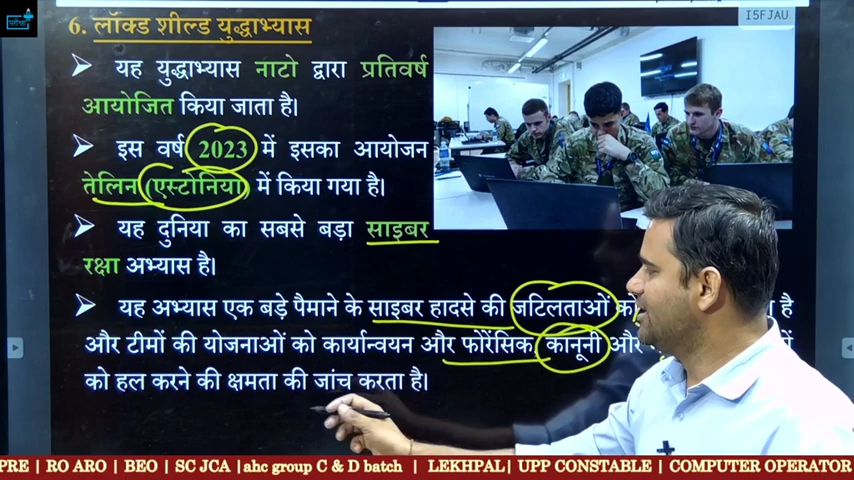 परीक्षा
I5FJAU
6. लॉक्ड शील्ड युद्धाभ्यास
यह युद्धाभ्यास नाटो द्वारा प्रतिवर्ष
आयोजित किया जाता है।
इस वर्ष 2023 में इसका आयोजन
तेलिन (एस्टोनिया) में किया गया है।
यह दुनिया का सबसे बड़ा साइबर
रक्षा अभ्यास है।
यह अभ्यास एक बड़े पैमाने के साइबर हादसे की जटिलताओं को है
और टीमों की योजनाओं को कार्यान्वयन और फोरेंसिक, कानूनी और
को हल करने की क्षमता की जांच करता है।
PRE | RO ARO | BEO | SC JCA | ahc group C & D batch | LEKHPAL | UPP CONSTABLE | COMPUTER OPERATOR